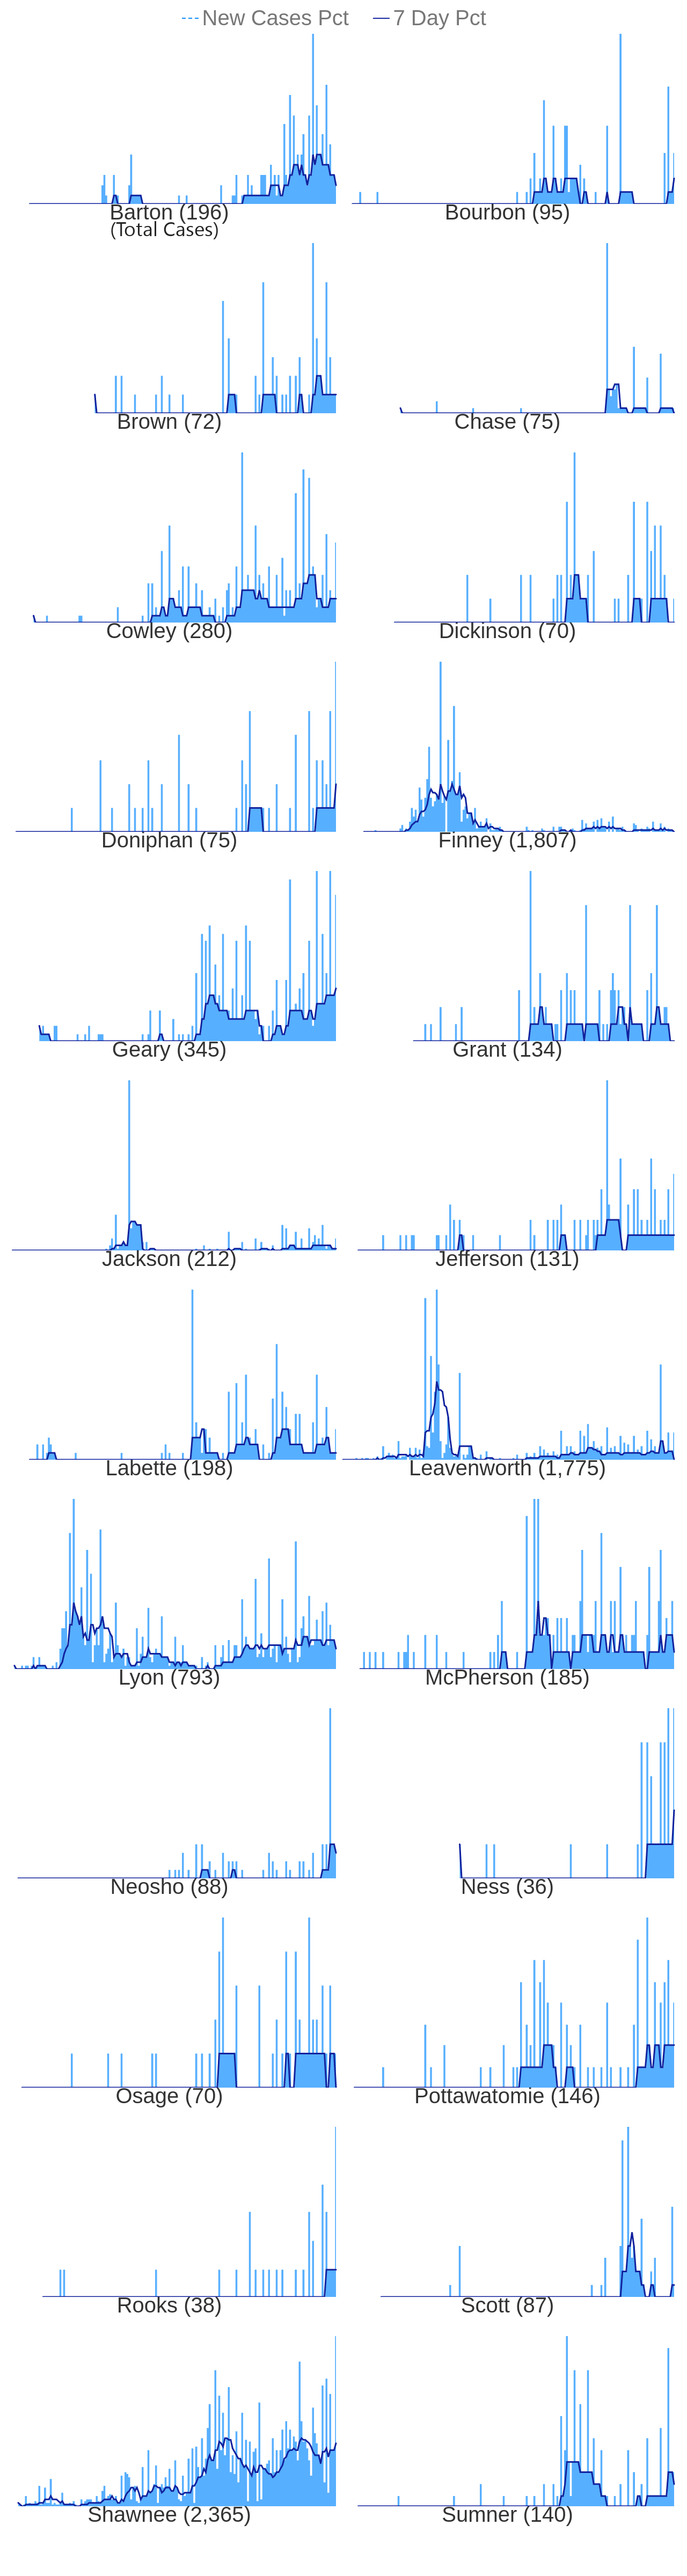 New Cases Pct 7 Day Pct
Barton (196) Bourbon (95)
(Total Cases)
Brown (72) Chase (75)
Cowley (280) Dickinson (70)
Doniphan (75) Finney (1,807)
Geary (345) Grant (134)
Jackson (212) Jefferson (131)
Labette (198) Leavenworth (1,775)
Lyon (793) McPherson (185)
Neosho (88) Ness (36)
Osage (70) Pottawatomie (146)
Rooks (38) Scott (87)
Shawnee (2,365) Sumner (140)